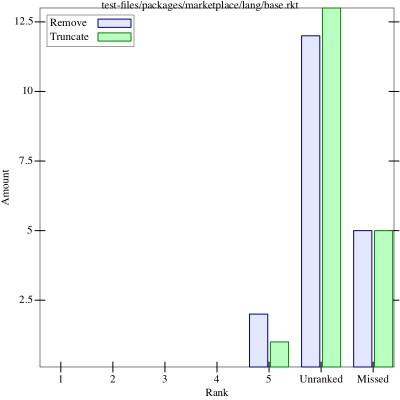 test-files/packages/marketplace/lang/base.rkt
Remove
Truncate
12.5
10
7.5
5
2.5
Amount
1 2 3 4 5 Unranked Missed
Rank